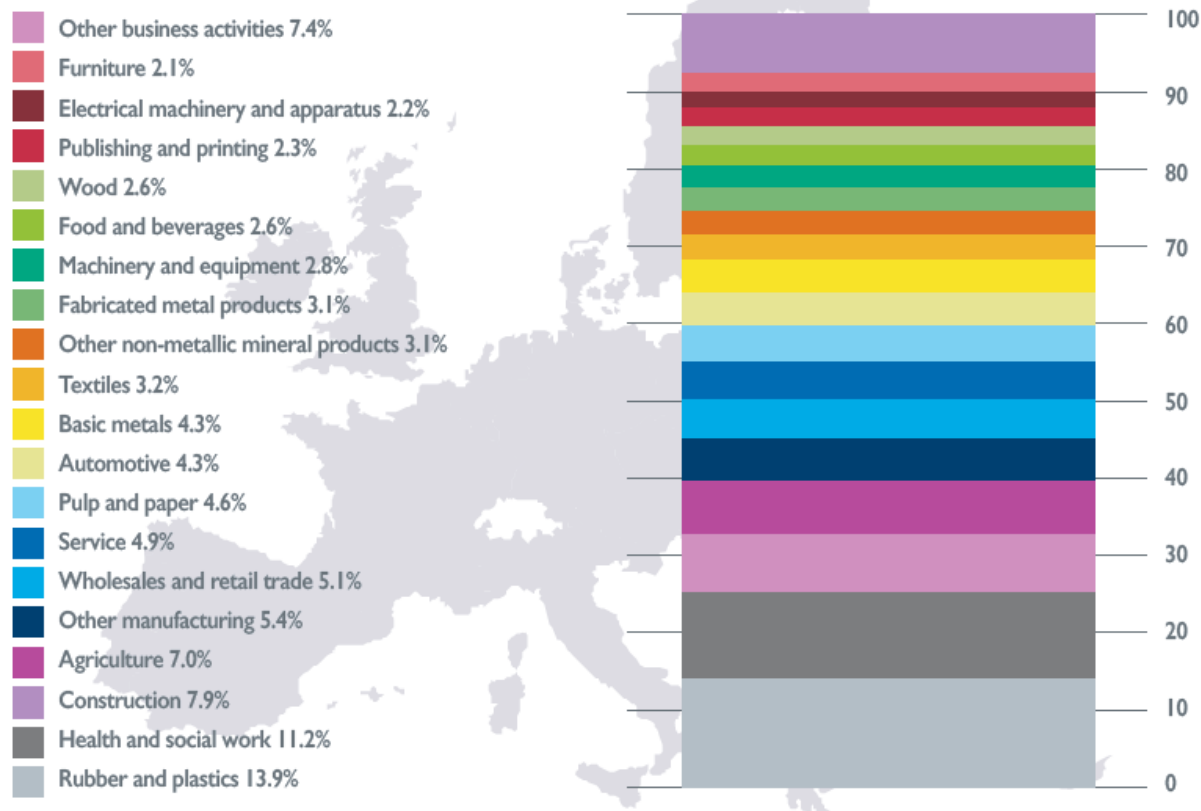 Other business activities 7.4%
Furniture 2.1%
Electrical machinery and apparatus 2.2%
Publishing and printing 2.3%
Wood 2.6%
Food and beverages 2.6%
Machinery and equipment 2.8%
Fabricated metal products 3.1%
Other non-metallic mineral products 3.1%
Textiles 3.2%
Basic metals 4.3%
Automotive 4.3%
Pulp and paper 4.6%
Service 4.9%
Wholesales and retail trade 5.1%
Other manufacturing 5.4%
Agriculture 7.0%
Construction 7.9%
Health and social work 11.2%
Rubber and plastics 13.9%
100
90
80
70
60
50
40
30
20
10
0